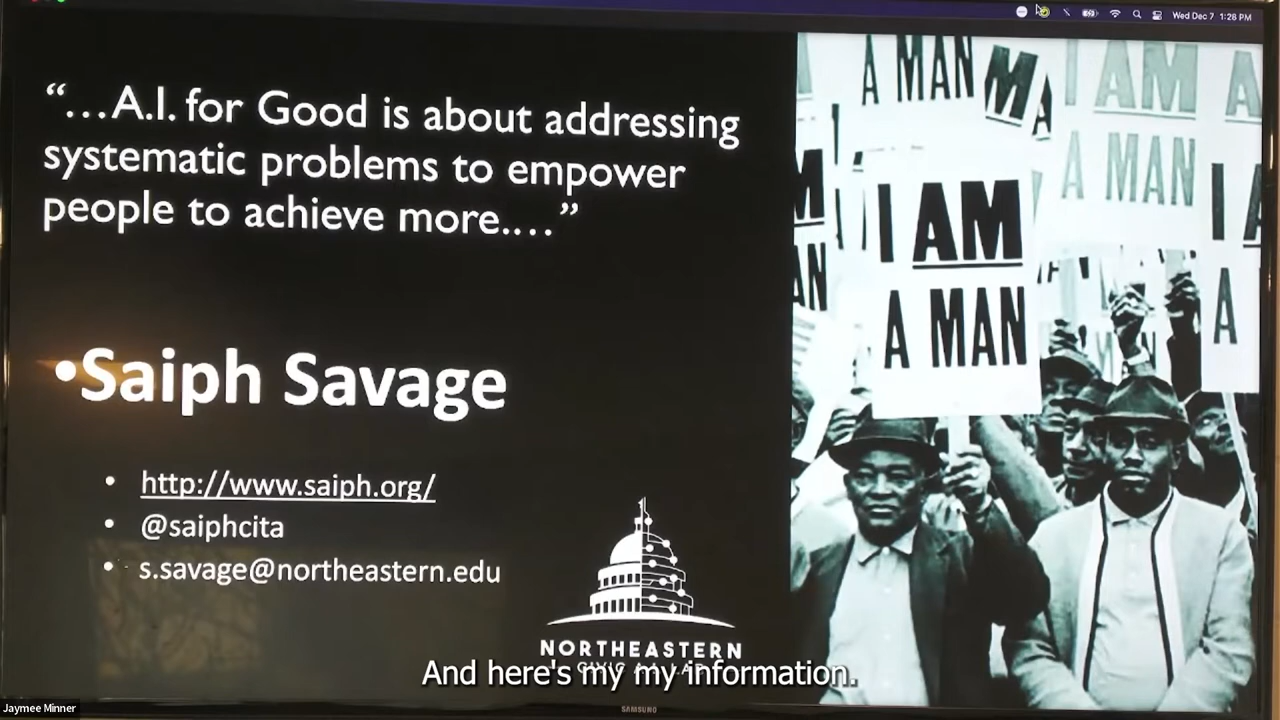 Wed Dec 7 1:28 PM
“…A.I. for Good is about addressing
systematic problems to empower
people to achieve more.…”
•Saiph Savage
• http://www.saiph.org/
• @saiphcita
• s.savage@northeastern.edu
NORTHEASTERN
And here's my my information.
A MAN
MA
I AM
A MAN
I AM
A MAN
SAMSUNG
Jaymee Minner